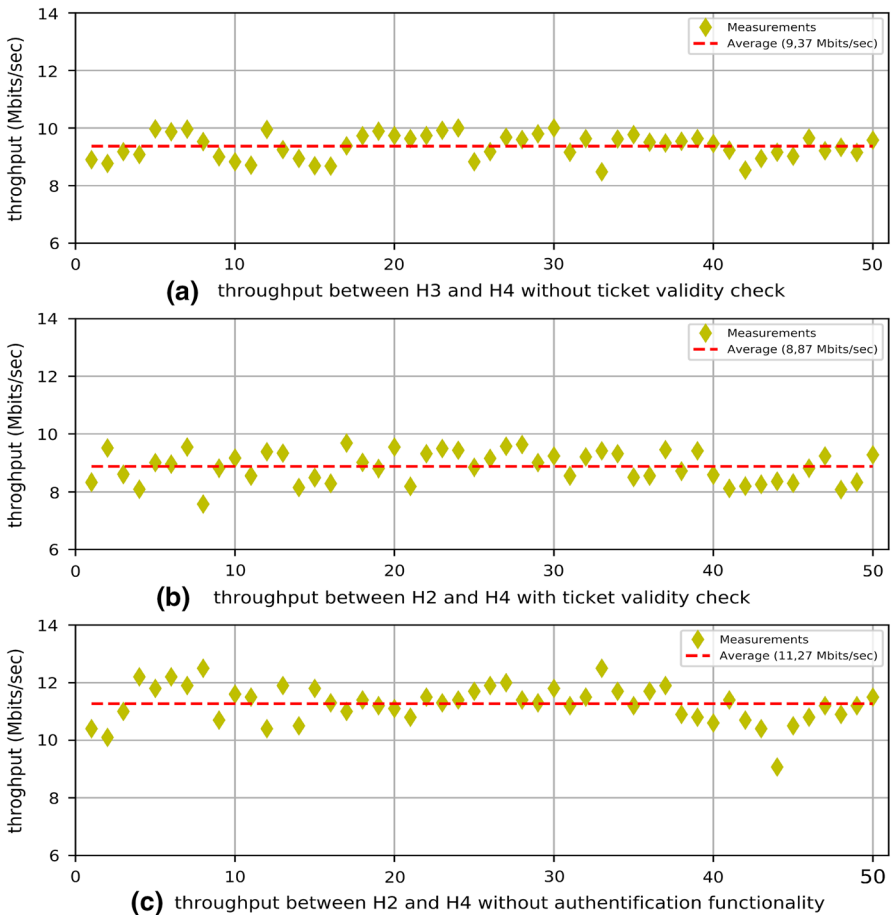 14
12
10
8
6
throghput (Mbits/sec)
Measurements
Average (9,37 Mbits/sec)
0 10 20 30 40 50
(a) throughput between H3 and H4 without ticket validity check
14
12
10
8
6
throghput (Mbits/sec)
Measurements
Average (8,87 Mbits/sec)
0 10 20 30 40 50
(b) throughput between H2 and H4 with ticket validity check
14
12
10
8
6
throghput (Mbits/sec)
Measurements
Average (11,27 Mbits/sec)
0 10 20 30 40 50
(c) throughput between H2 and H4 without authentification functionality